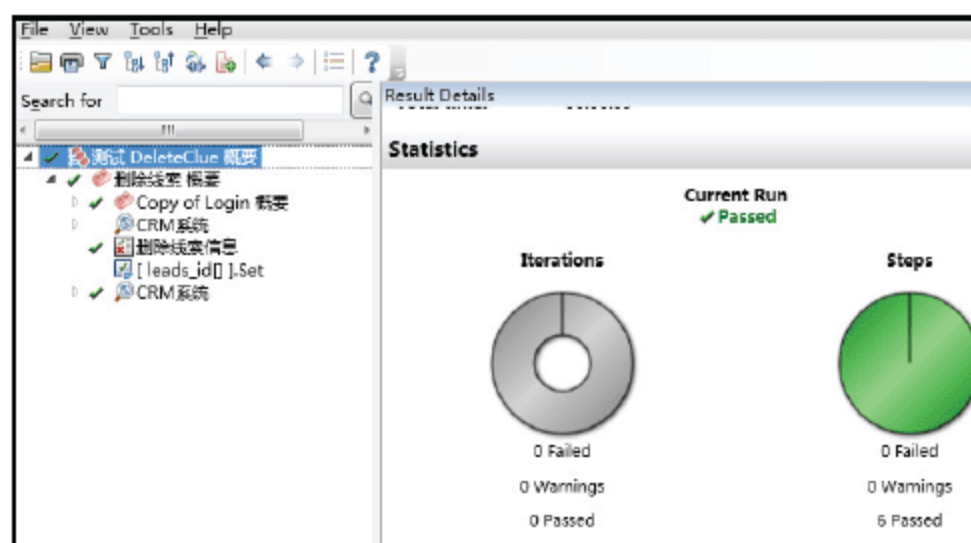 File View Tools Help
Search for
Result Details
测试 DeleteClue 概要
删除线索 概要
Copy of Login 概要
CRM系统
删除线索信息
[ leads_id[] ].Set
CRM系统
Statistics
Current Run
Passed
Iterations
Steps
0 Failed
0 Failed
0 Warnings
0 Warnings
0 Passed
6 Passed